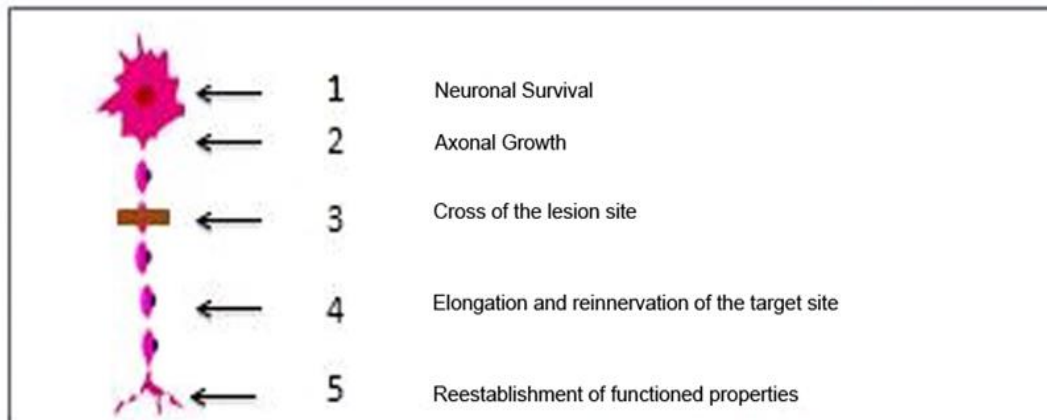 1 Neuronal Survival
2 Axonal Growth
3 Cross of the lesion site
4 Elongation and reinnervation of the target site
5 Reestablishment of functioned properties